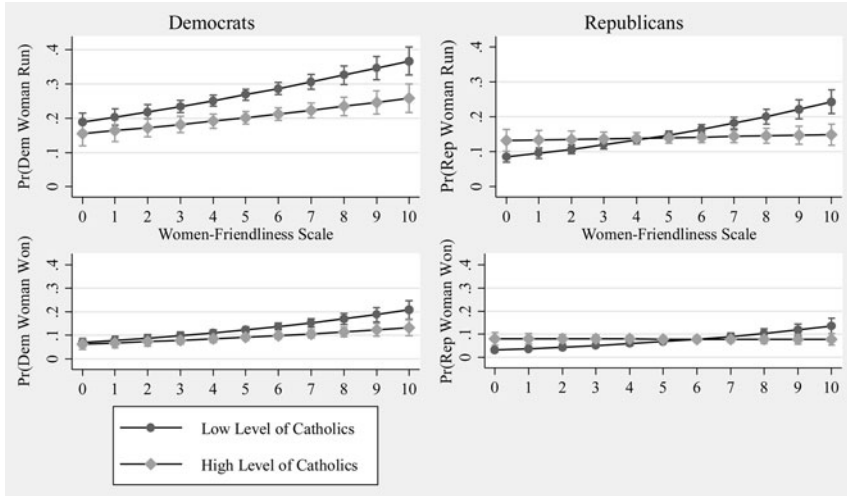 Democrats
Republicans
Pr(Dem Woman Run)
0 .1 .2 .3 .4
0 1 2 3 4 5 6 7 8 9 10
Women-Friendliness Scale
Pr(Rep Woman Run)
0 .1 .2 .3 .4
0 1 2 3 4 5 6 7 8 9 10
Women-Friendliness Scale
Pr(Dem Woman Won)
0 .1 .2 .3 .4
0 1 2 3 4 5 6 7 8 9 10
Pr(Rep Woman Won)
0 .1 .2 .3 .4
0 1 2 3 4 5 6 7 8 9 10
Low Level of Catholics
High Level of Catholics